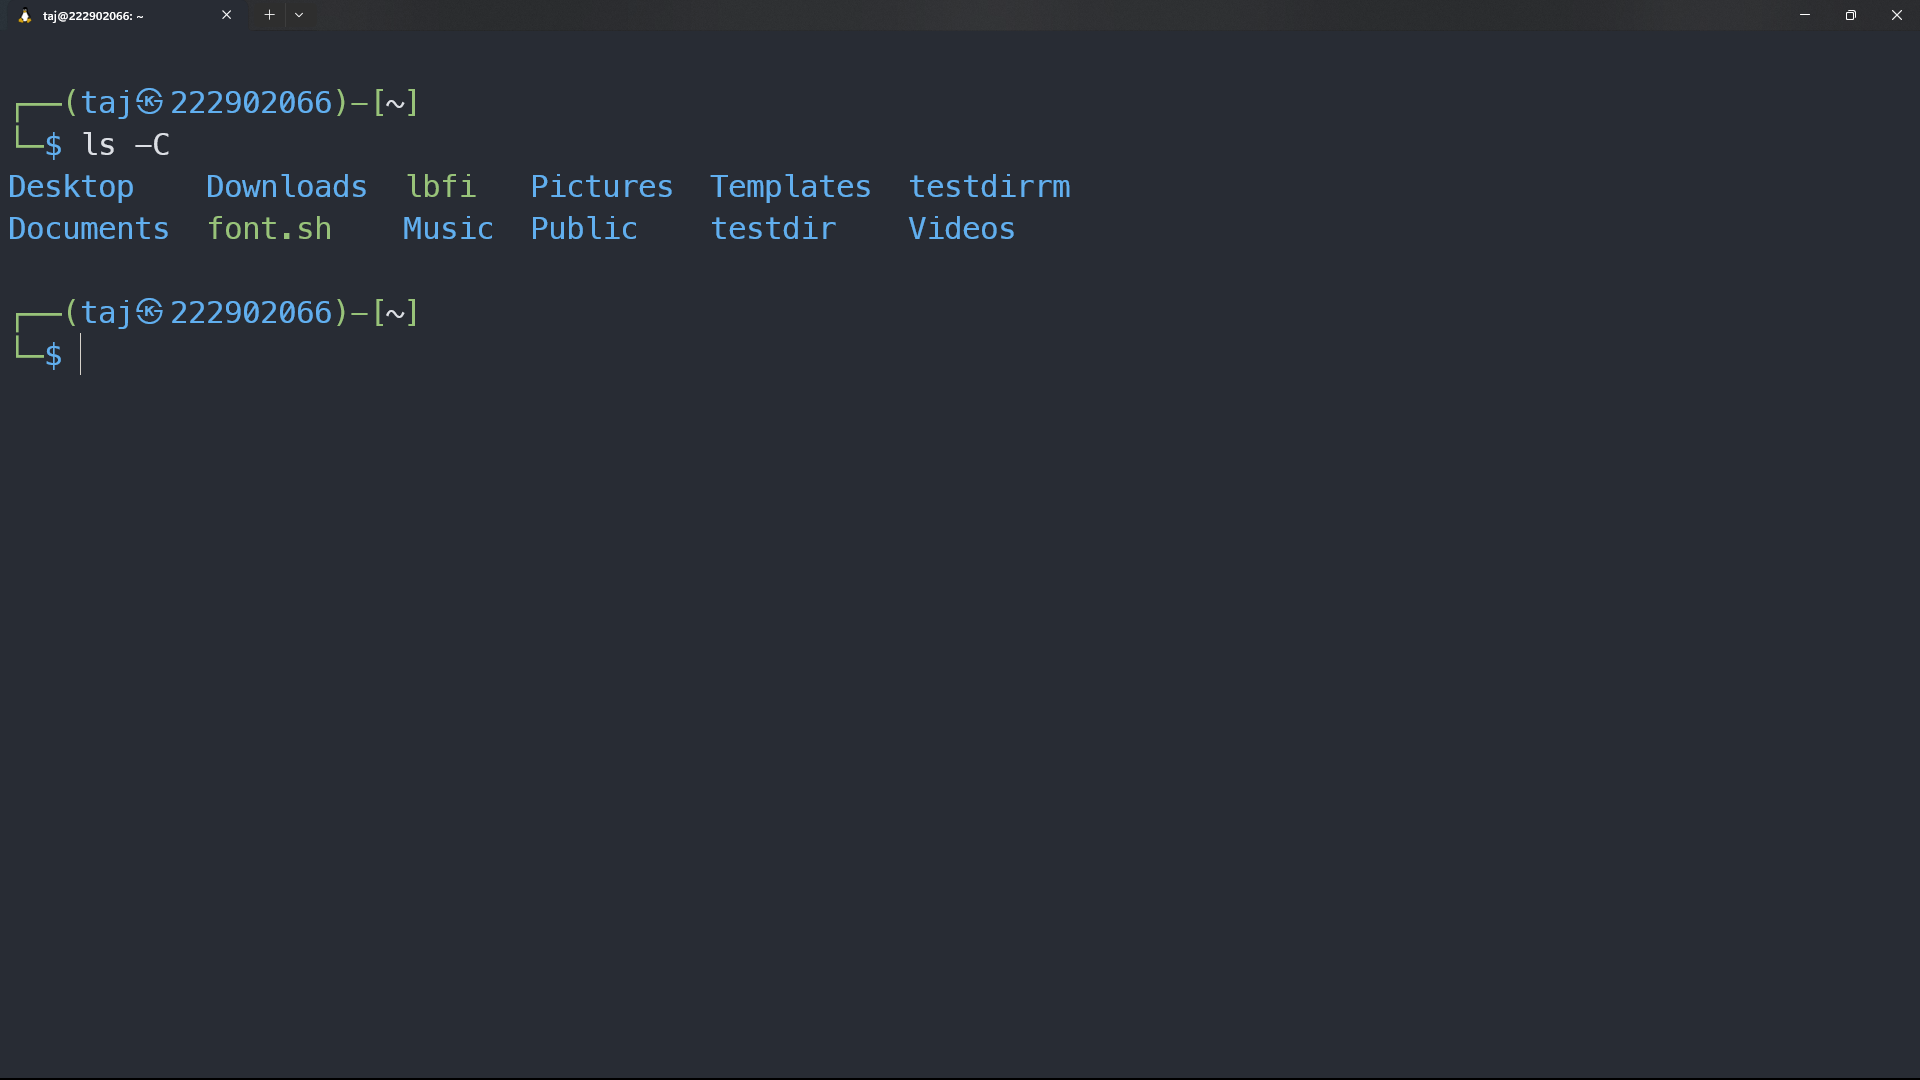 taj@222902066: ~
┌──(taj㉿222902066)-[~]
└─$ ls -C
Desktop    Downloads  lbfi   Pictures  Templates  testdirrm
Documents  font.sh    Music  Public    testdir    Videos
┌──(taj㉿222902066)-[~]
└─$